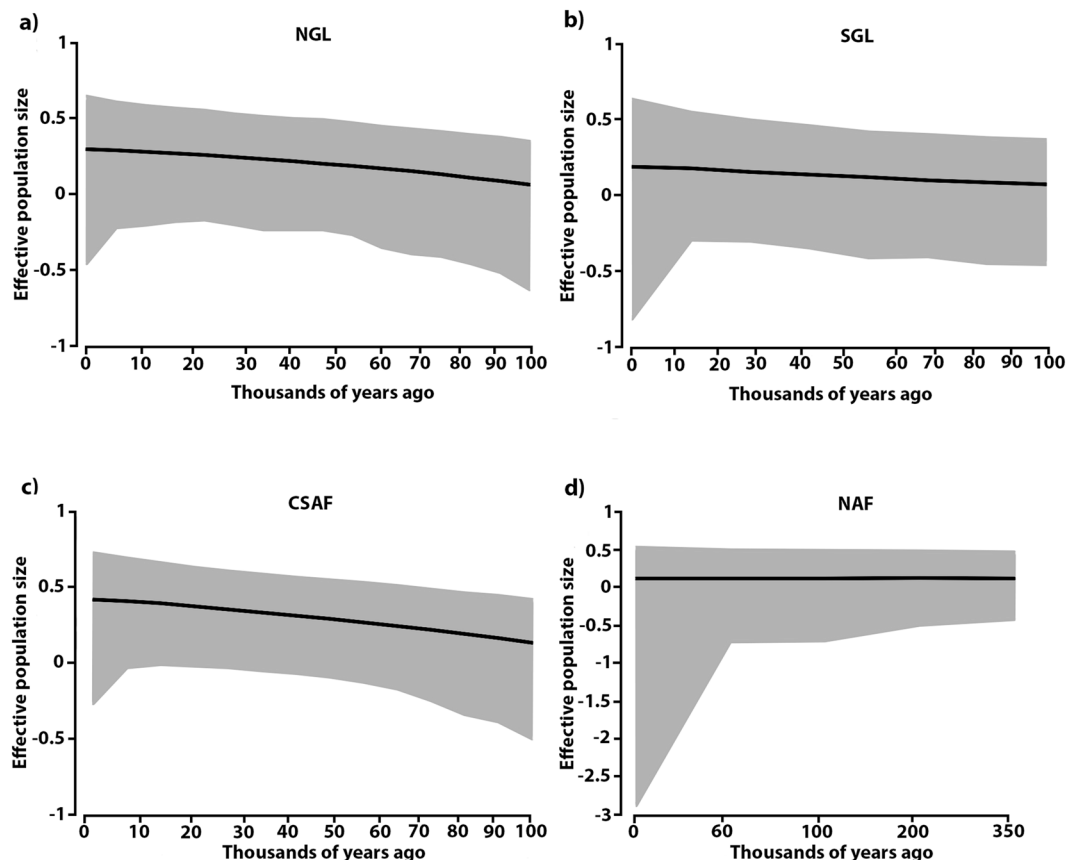 a)
NGL
Effective population size
1
0.5
0
-0.5
-1
0 10 20 30 40 50 60 70 80 90 100
Thousands of years ago
b)
SGL
Effective population size
1
0.5
0
-0.5
-1
0 10 20 30 40 50 60 70 80 90 100
Thousands of years ago
c)
CSAF
Effective population size
1
0.5
0
-0.5
-1
0 10 20 30 40 50 60 70 80 90 100
Thousands of years ago
d)
NAF
Effective population size
1
0.5
0
-0.5
-1
-1.5
-2
-2.5
-3
0 60 100 200 350
Thousands of years ago